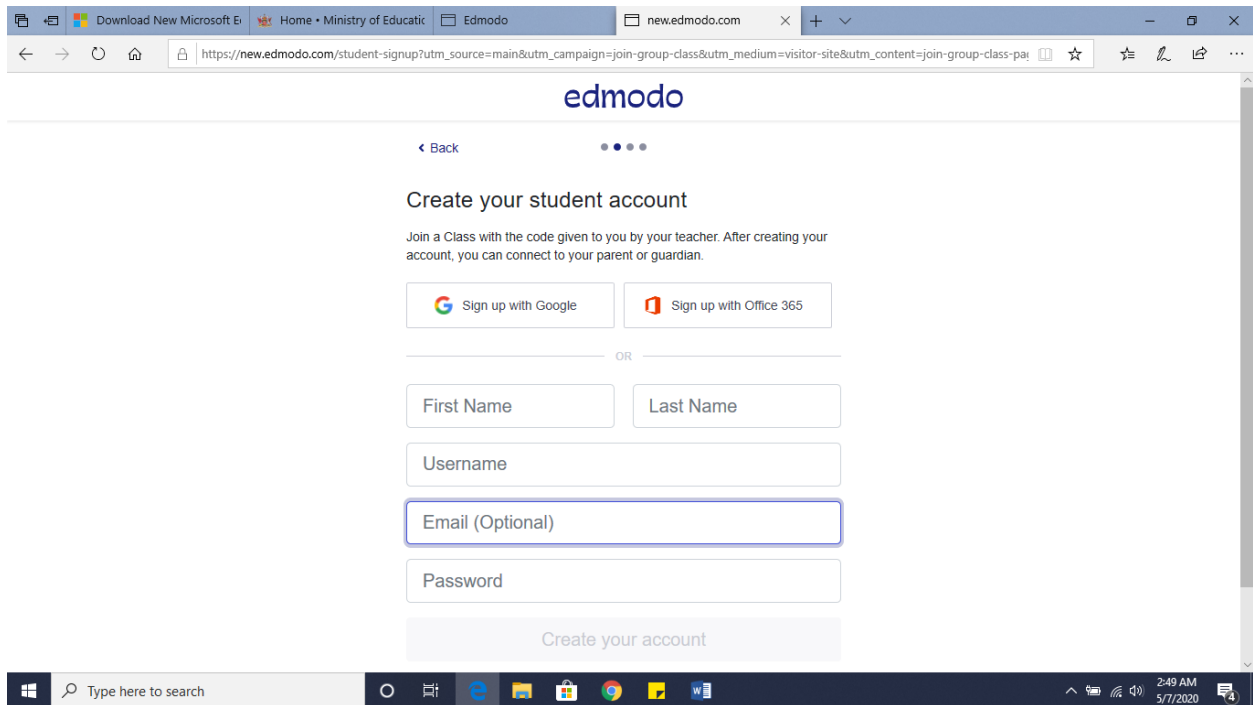 Download New Microsoft E
Home • Ministry of Educatic
Edmodo
new.edmodo.com
https://new.edmodo.com/student-signup?utm_source=main&utm_campaign=join-group-class&utm_medium=visitor-site&utm_content=join-group-class-pag
edmodo
Back
Create your student account
Join a Class with the code given to you by your teacher. After creating your
account, you can connect to your parent or guardian.
Sign up with Google
Sign up with Office 365
OR
First Name
Last Name
Username
Email (Optional)
Password
Create your account
Type here to search
2:49 AM
5/7/2020
4